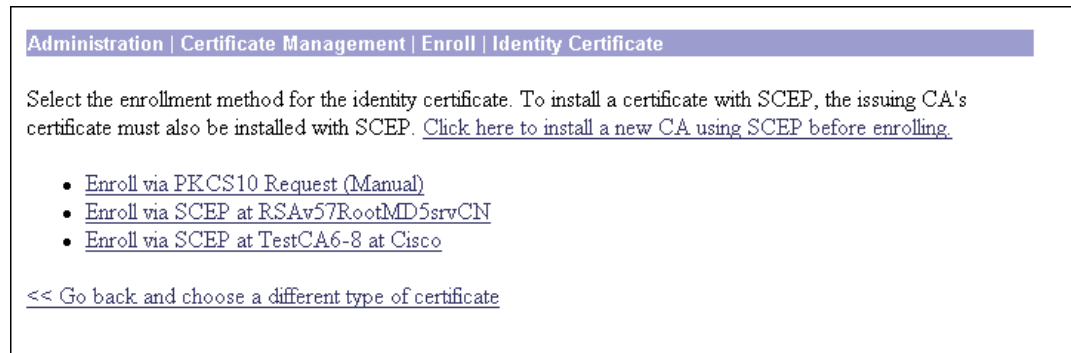 Administration | Certificate Management | Enroll | Identity Certificate
Select the enrollment method for the identity certificate. To install a certificate with SCEP, the issuing CA's
certificate must also be installed with SCEP. Click here to install a new CA using SCEP before enrolling.
• Enroll via PKCS10 Request (Manual)
• Enroll via SCEP at RSAv57RootMD5srvCN
• Enroll via SCEP at TestCA6-8 at Cisco
<< Go back and choose a different type of certificate